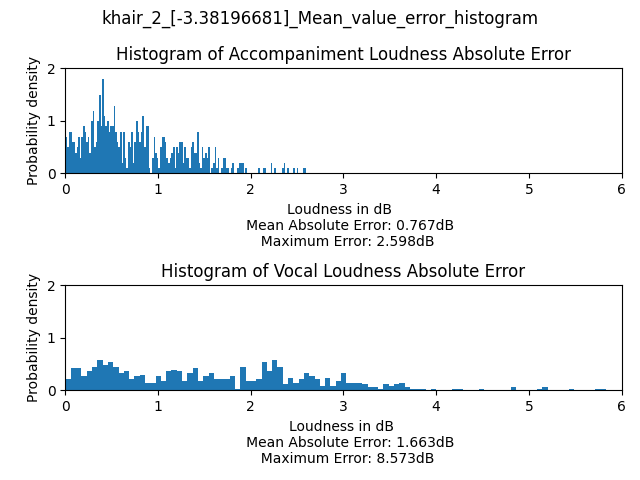 khair_2_[-3.38196681]_Mean_value_error_histogram
Histogram of Accompaniment Loudness Absolute Error
Probability density
2
1
0
0 1 2 3 4 5 6
Loudness in dB
Mean Absolute Error: 0.767dB
Maximum Error: 2.598dB
Histogram of Vocal Loudness Absolute Error
Probability density
2
1
0
0 1 2 3 4 5 6
Loudness in dB
Mean Absolute Error: 1.663dB
Maximum Error: 8.573dB